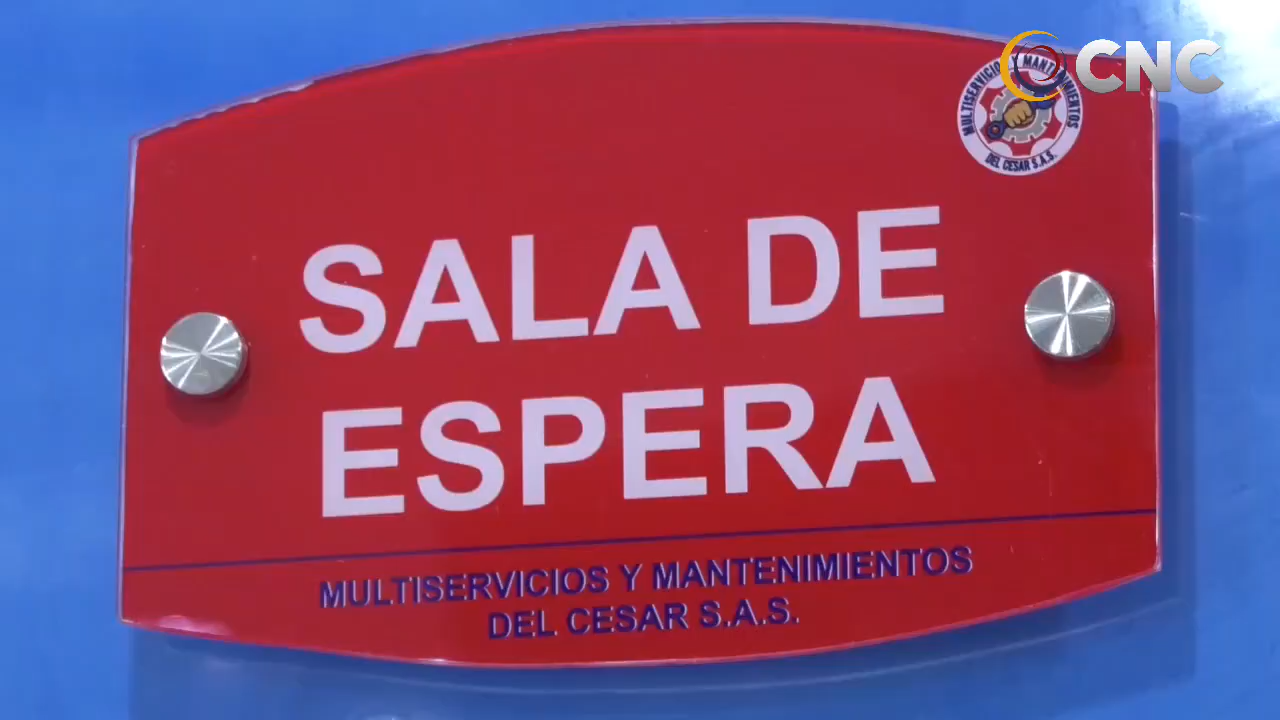 CNC
MULTISERVICIOS Y MANTENIMIENTOS
DEL CESAR S.A.S.
SALA DE
ESPERA
MULTISERVICIOS Y MANTENIMIENTOS
DEL CESAR S.A.S.